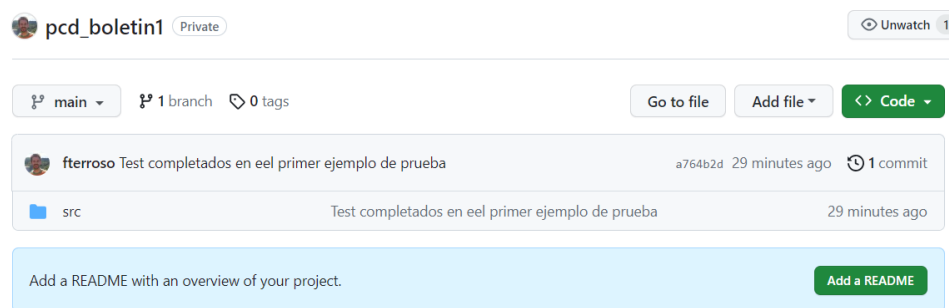 pcd_boletin1 Private Unwatch 1
main 1 branch 0 tags Go to file Add file <> Code
fterroso Test completados en eel primer ejemplo de prueba a764b2d 29 minutes ago 1 commit
src Test completados en eel primer ejemplo de prueba 29 minutes ago
Add a README with an overview of your project. Add a README